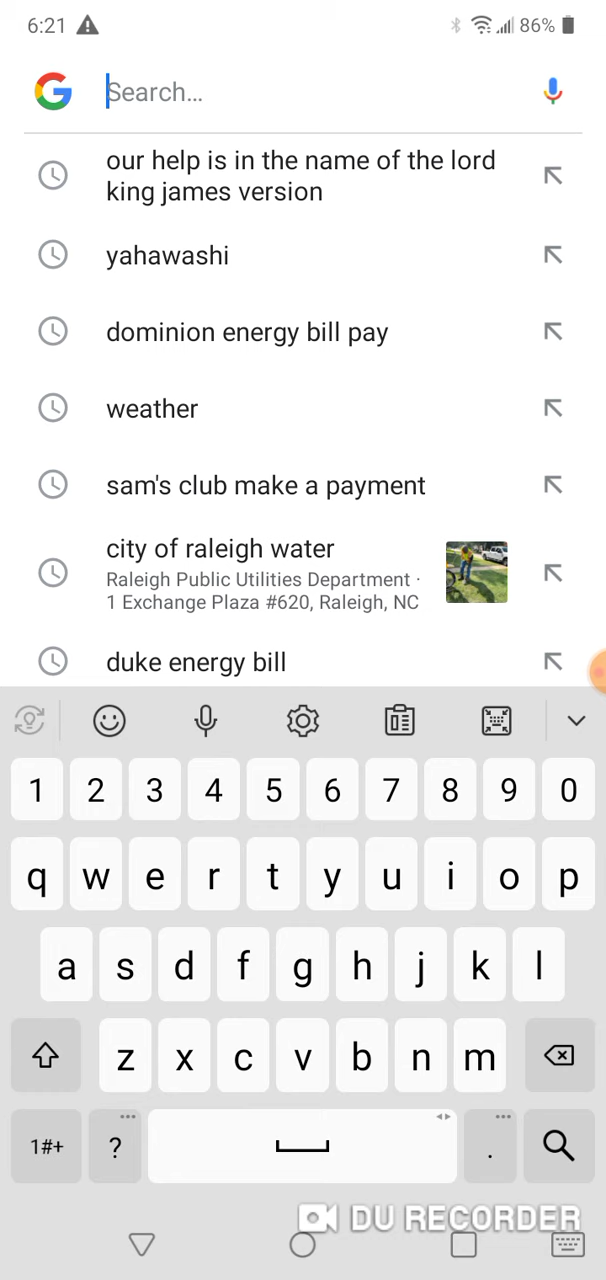 6:21 86%
Search…
our help is in the name of the lord
king james version
yahawashi
dominion energy bill pay
weather
sam's club make a payment
city of raleigh water
Raleigh Public Utilities Department ·
1 Exchange Plaza #620, Raleigh, NC
duke energy bill
1 2 3 4 5 6 7 8 9 0
q w e r t y u i o p
a s d f g h j k l
z x c v b n m
1#+ ? .
DU RECORDER